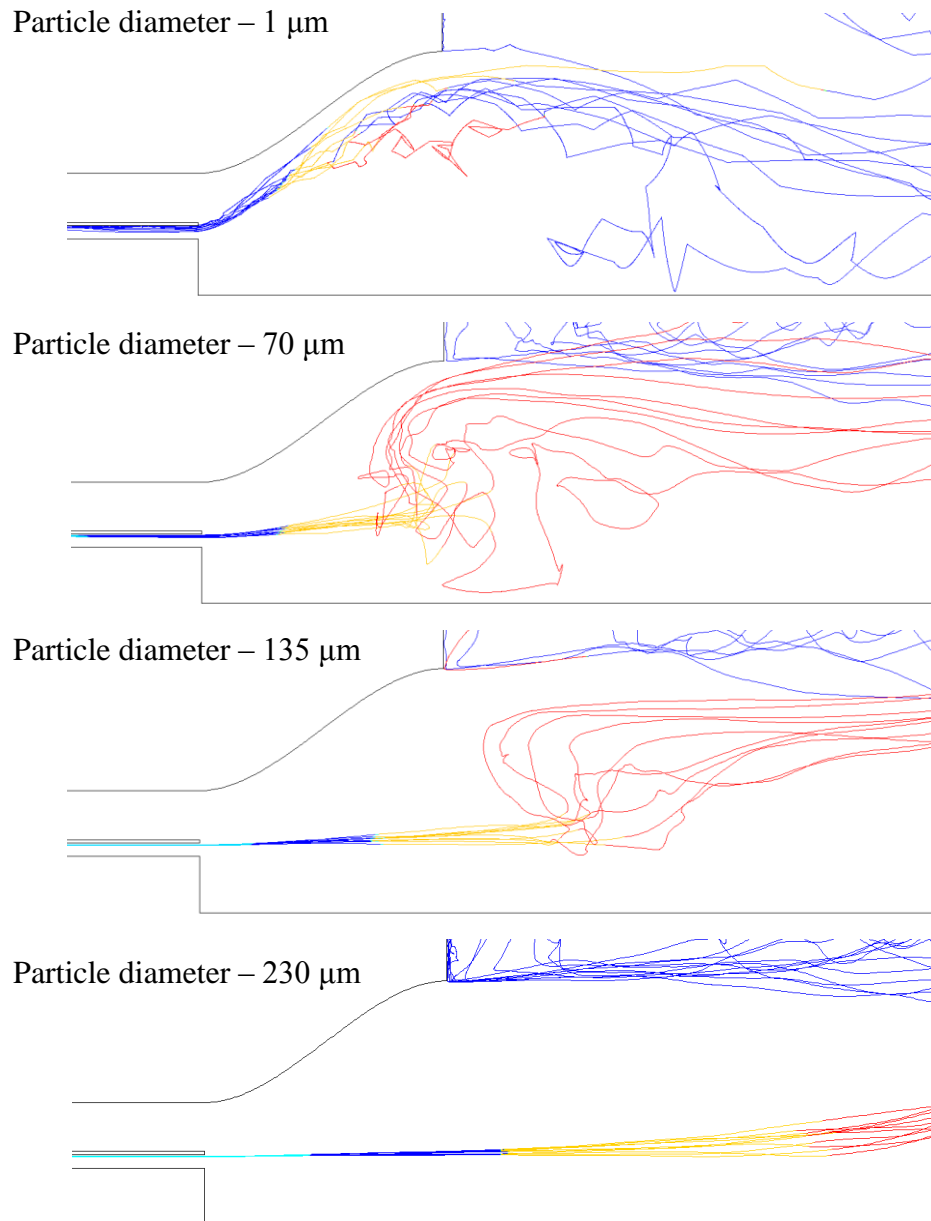 Particle diameter – 1 μm
Particle diameter – 70 μm
Particle diameter – 135 μm
Particle diameter – 230 μm